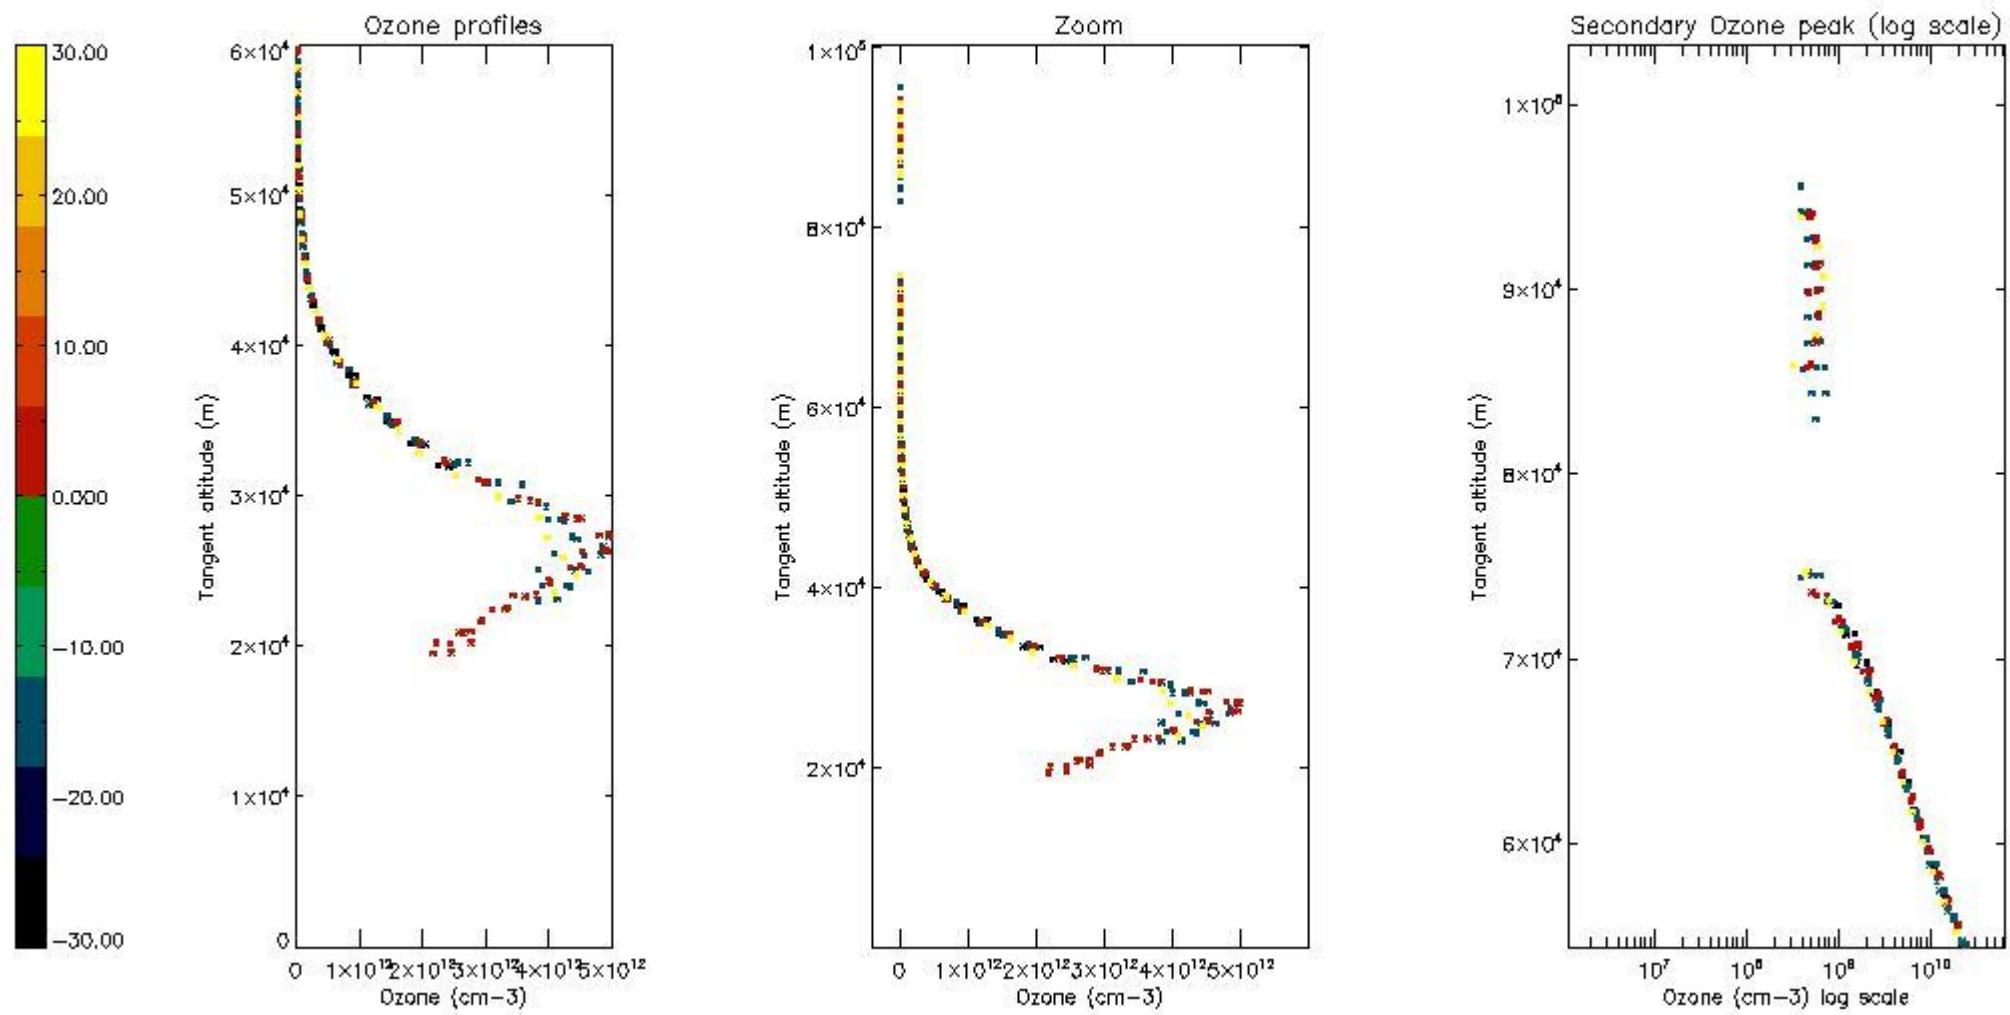 Ozone profiles
Zoom
Secondary Ozone peak (log scale)
30.00
20.00
10.00
0.000
−10.00
−20.00
−30.00
6×10⁴
5×10⁴
4×10⁴
3×10⁴
2×10⁴
1×10⁴
0
Tangent altitude (m)
0 1×10¹² 2×10¹² 3×10¹² 4×10¹² 5×10¹²
Ozone (cm−3)
1×10⁵
8×10⁴
6×10⁴
4×10⁴
2×10⁴
Tangent altitude (m)
0 1×10¹² 2×10¹² 3×10¹² 4×10¹² 5×10¹²
Ozone (cm−3)
1×10⁵
9×10⁴
8×10⁴
7×10⁴
6×10⁴
Tangent altitude (m)
10⁷ 10⁸ 10⁹ 10¹⁰
Ozone (cm−3) log scale